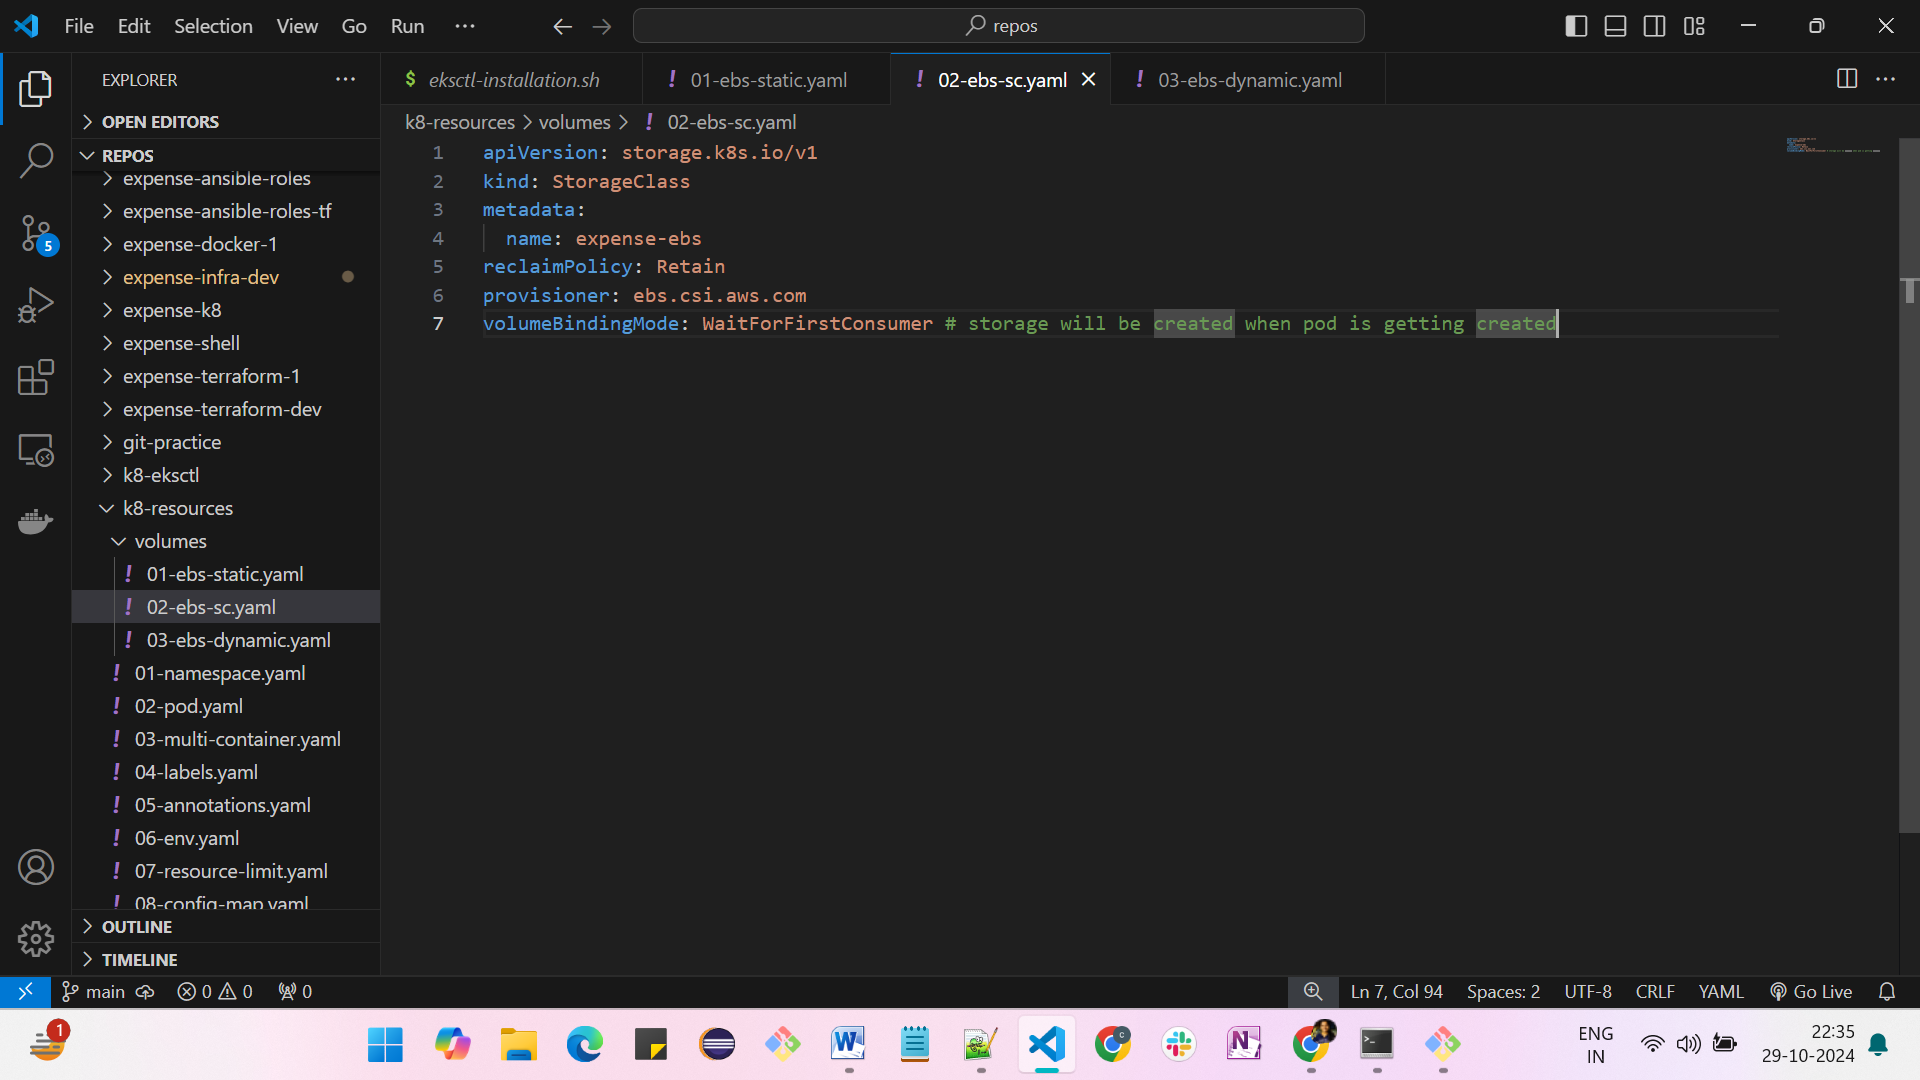 File Edit Selection View Go Run ···
repos
EXPLORER
OPEN EDITORS
REPOS
expense-ansible-roles
expense-ansible-roles-tf
expense-docker-1
expense-infra-dev
expense-k8
expense-shell
expense-terraform-1
expense-terraform-dev
git-practice
k8-eksctl
k8-resources
volumes
! 01-ebs-static.yaml
! 02-ebs-sc.yaml
! 03-ebs-dynamic.yaml
! 01-namespace.yaml
! 02-pod.yaml
! 03-multi-container.yaml
! 04-labels.yaml
! 05-annotations.yaml
! 06-env.yaml
! 07-resource-limit.yaml
! 08-config-map.yaml
OUTLINE
TIMELINE
5
$ eksctl-installation.sh
! 01-ebs-static.yaml
! 02-ebs-sc.yaml
! 03-ebs-dynamic.yaml
k8-resources > volumes > ! 02-ebs-sc.yaml
1 apiVersion: storage.k8s.io/v1
2 kind: StorageClass
3 metadata:
4 name: expense-ebs
5 reclaimPolicy: Retain
6 provisioner: ebs.csi.aws.com
7 volumeBindingMode: WaitForFirstConsumer # storage will be created when pod is getting created
main 0 0 0
Ln 7, Col 94 Spaces: 2 UTF-8 CRLF YAML Go Live
1
ENG
IN
22:35
29-10-2024